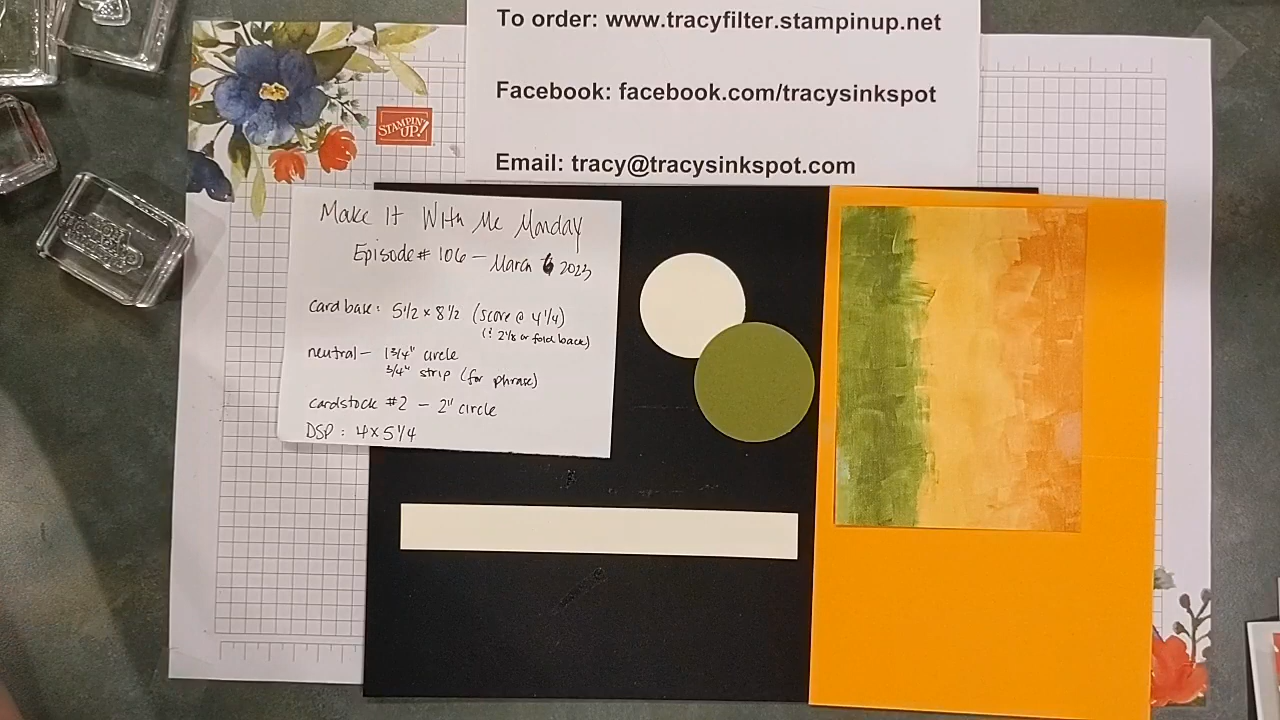 To order: www.tracyfilter.stampinup.net
Facebook: facebook.com/tracysinkspot
Email: tracy@tracysinkspot.com
STAMPIN' UP!
Make It With Me Monday
Episode # 106 – March 6 2023
cardbase: 5 1/2 x 8 1/2 (score @ 4 1/4)
(: 2 1/8 or fold back)
neutral – 1 3/4" circle
3/4" strip (for phrase)
cardstock #2 – 2" circle
DSP: 4 x 5 1/4